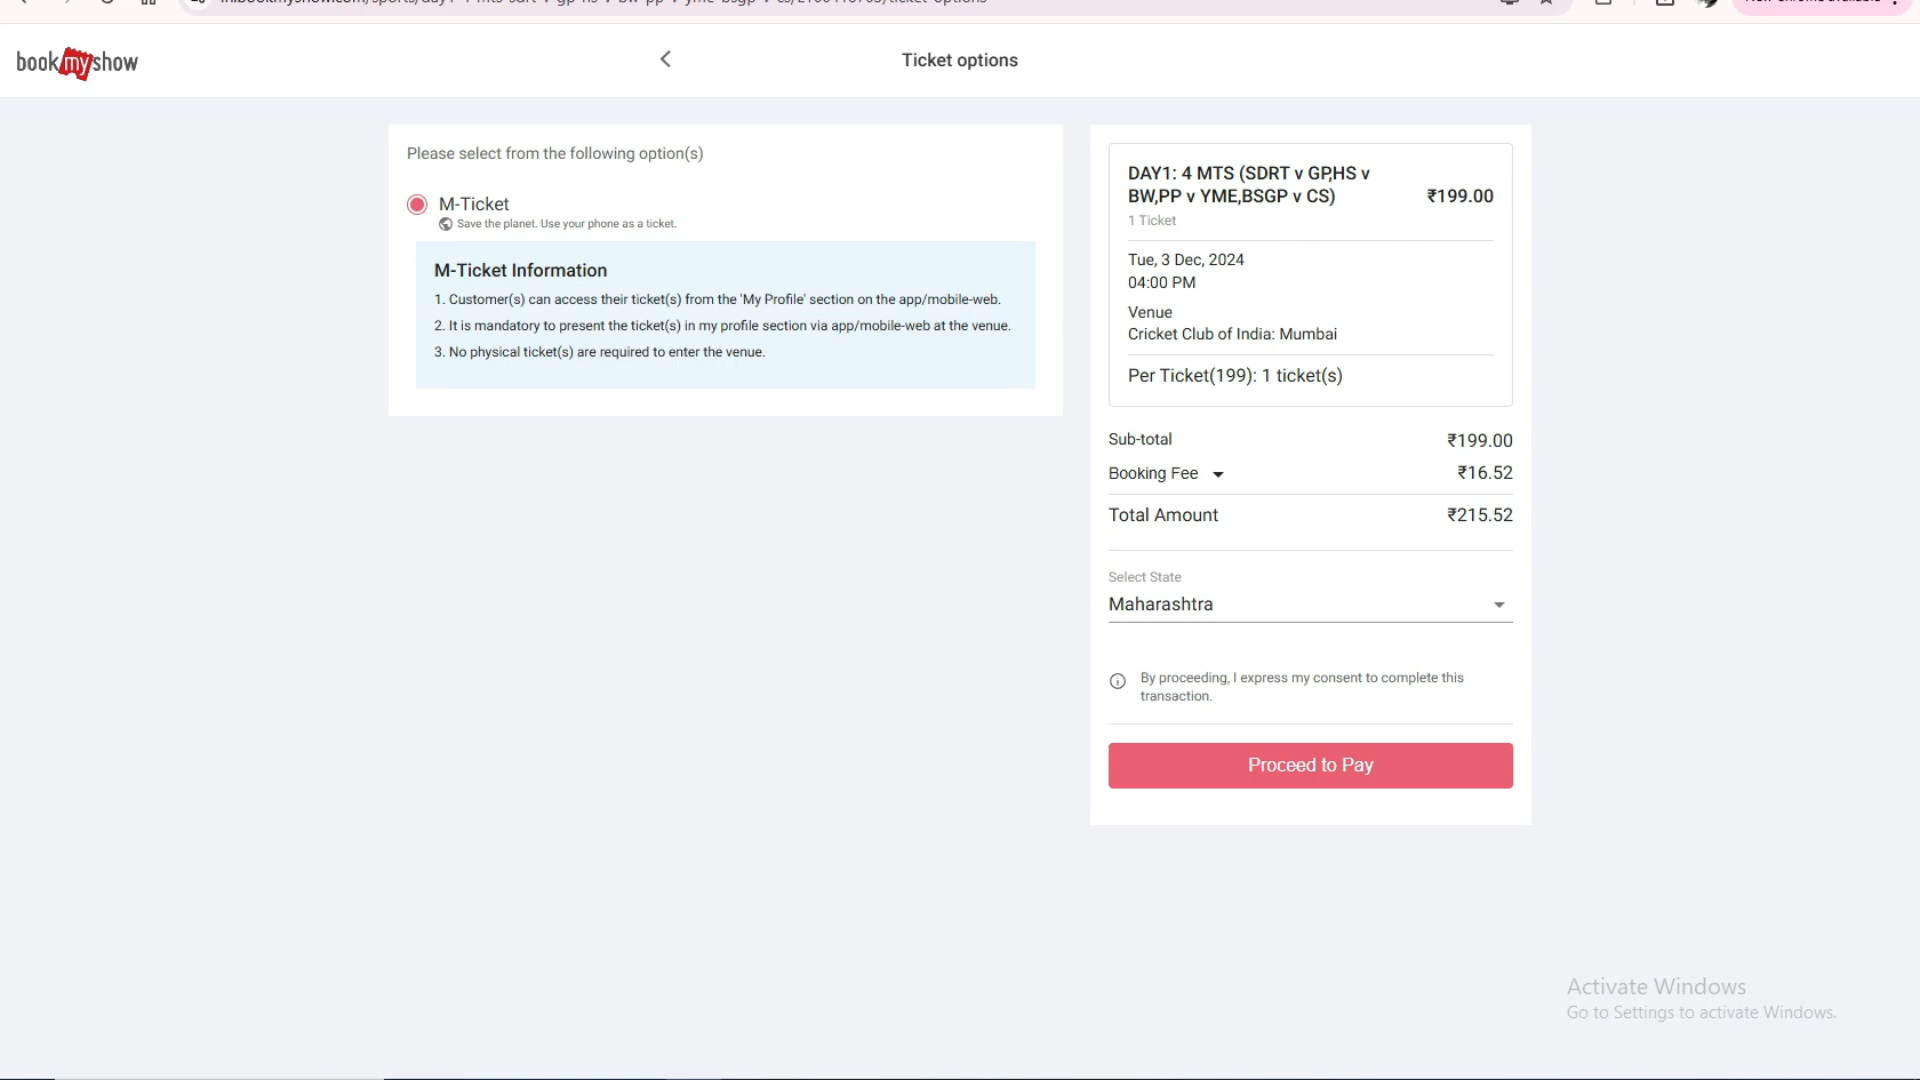 bookmyshow
Ticket options
Please select from the following option(s)
M-Ticket
Save the planet. Use your phone as a ticket.
M-Ticket Information
1. Customer(s) can access their ticket(s) from the 'My Profile' section on the app/mobile-web.
2. It is mandatory to present the ticket(s) in my profile section via app/mobile-web at the venue.
3. No physical ticket(s) are required to enter the venue.
DAY1: 4 MTS (SDRT v GP,HS v
BW,PP v YME,BSGP v CS)
₹199.00
1 Ticket
Tue, 3 Dec, 2024
04:00 PM
Venue
Cricket Club of India: Mumbai
Per Ticket(199): 1 ticket(s)
Sub-total ₹199.00
Booking Fee ₹16.52
Total Amount ₹215.52
Select State
Maharashtra
By proceeding, I express my consent to complete this
transaction.
Proceed to Pay
Activate Windows
Go to Settings to activate Windows.